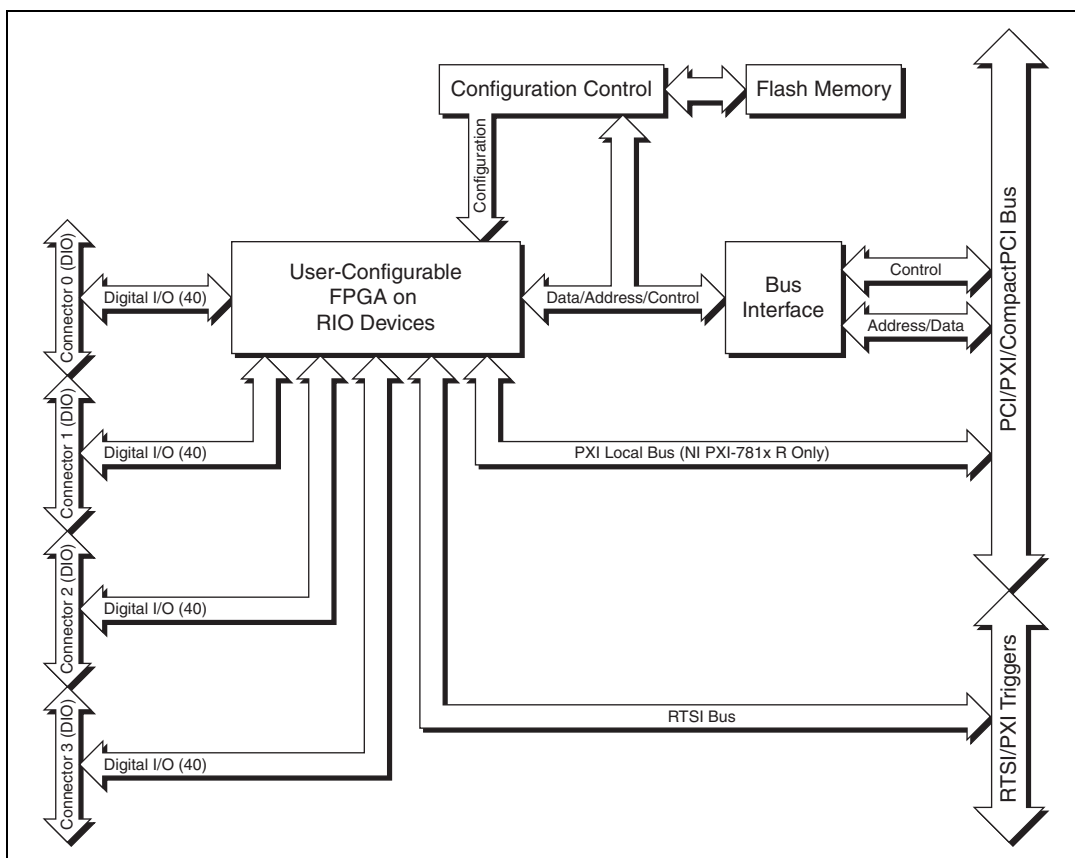 Configuration Control
Flash Memory
Configuration
PCI/PXI/CompactPCI Bus
Connector 0 (DIO)
Digital I/O (40)
User-Configurable
FPGA on
RIO Devices
Data/Address/Control
Bus
Interface
Control
Address/Data
Connector 1 (DIO)
Digital I/O (40)
PXI Local Bus (NI PXI-781x R Only)
Connector 2 (DIO)
Digital I/O (40)
Connector 3 (DIO)
Digital I/O (40)
RTSI Bus
RTSI/PXI Triggers